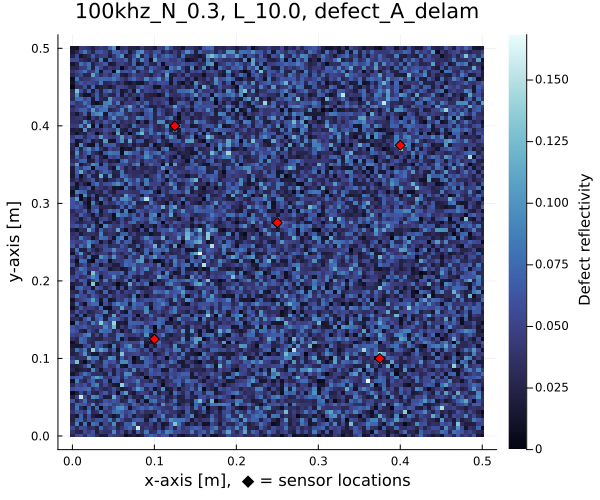 100khz_N_0.3, L_10.0, defect_A_delam
0.5
0.4
0.3
0.2
0.1
0.0
y-axis [m]
0.0 0.1 0.2 0.3 0.4 0.5
x-axis [m], ◆ = sensor locations
0.150
0.125
0.100
0.075
0.050
0.025
0
Defect reflectivity